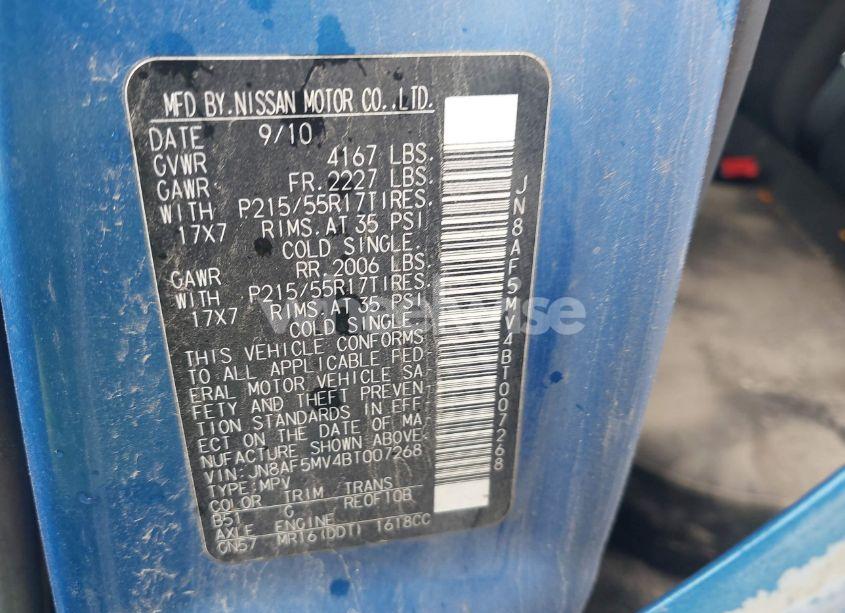 MFD BY.NISSAN MOTOR CO.,LTD.
DATE 9/10
GVWR 4167 LBS.
GAWR FR.2227 LBS.
WITH P215/55R17TIRES.
17X7 RIMS.AT 35 PSI
COLD SINGLE.
GAWR RR.2006 LBS.
WITH P215/55R17TIRES.
17X7 RIMS.AT 35 PSI
COLD SINGLE.
THIS VEHICLE CONFORMS
TO ALL APPLICABLE FED-
ERAL MOTOR VEHICLE SA
FETY AND THEFT PREVEN-
TION STANDARDS IN EFF
ECT ON THE DATE OF MA-
NUFACTURE SHOWN ABOVE.
VIN:JN8AF5MV4BT007268
TYPE:MPV
COLOR TRIM TRANS
B51 G RE0F10B
AXLE ENGINE
GN57 MR16(DDT) 1618CC
JN8AF5MV4BT007268